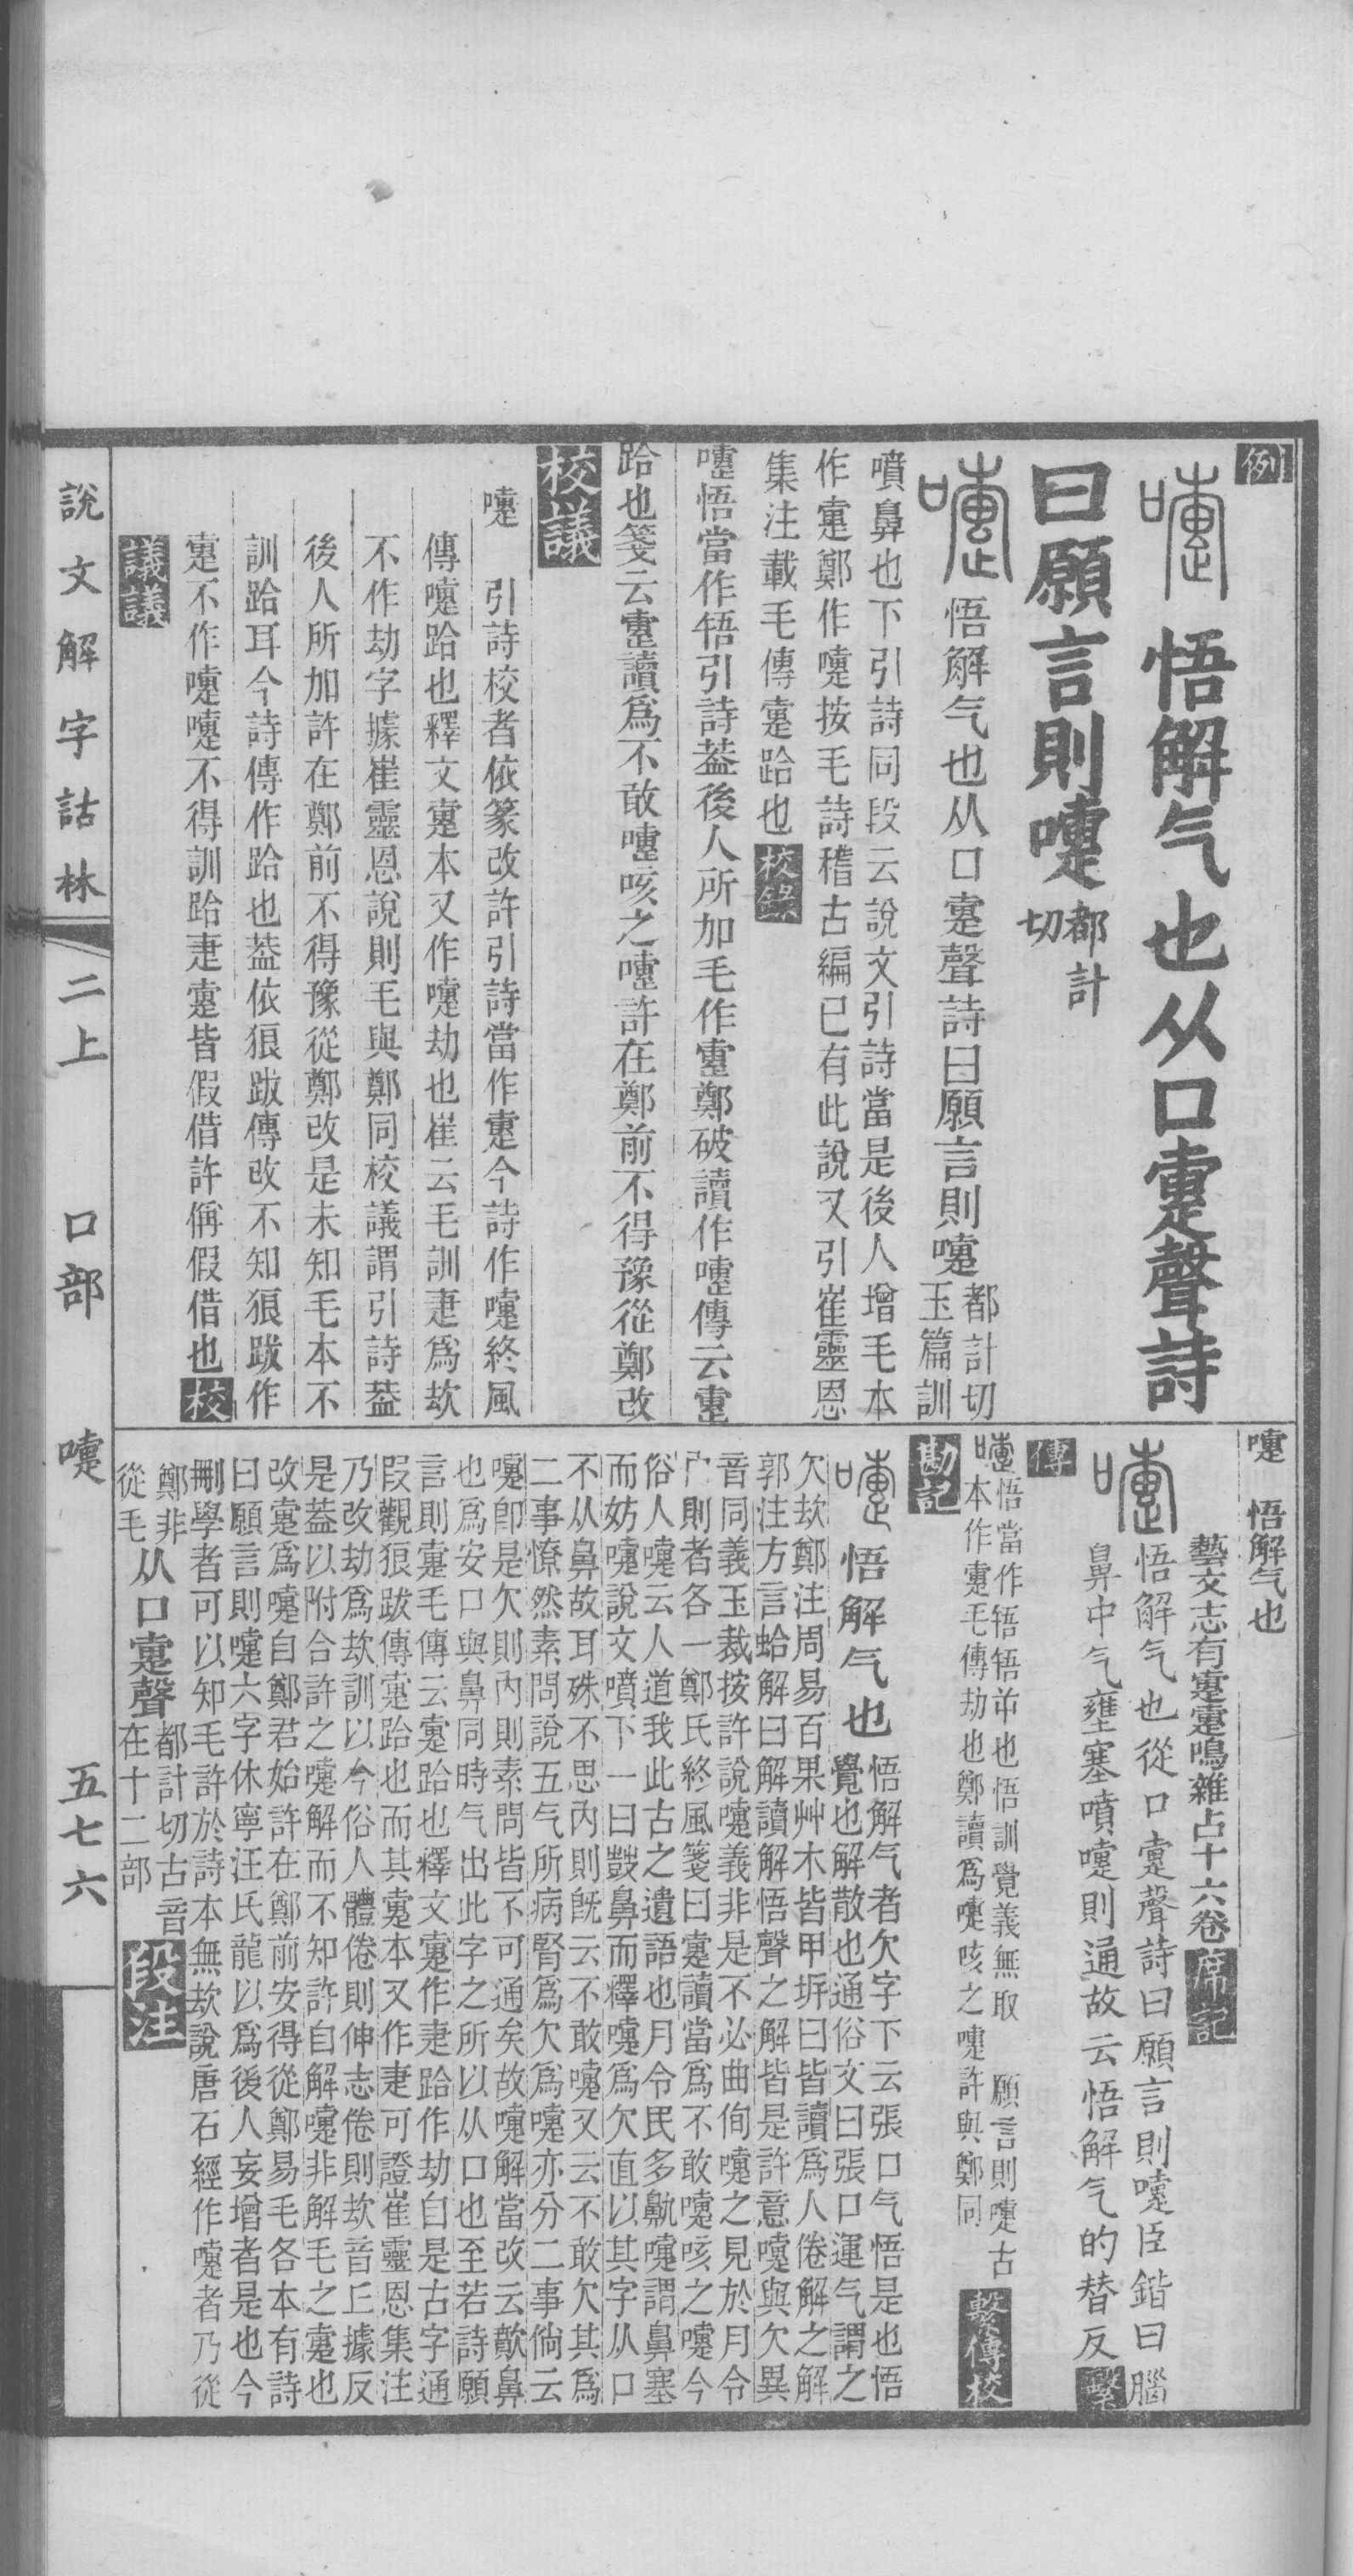 例
嚏 悟解气也从口疐聲詩
曰願言則嚏都計切
嚏 悟解气也从口疐聲詩曰願言則嚏都計切玉篇訓
噴鼻也下引詩同段云說文引詩當是後人增毛本
作疐鄭作嚏按毛詩稽古編已有此說又引崔靈恩
集注載毛傳疐跲也校錄
嚏悟當作啎引詩葢後人所加毛作疐鄭破讀作嚏傳云疐
跲也箋云疐讀爲不敢嚏咳之嚏許在鄭前不得豫從鄭改
校議
嚏 引詩校者依篆改許引詩當作疐今詩作嚏終風
傳嚏跲也釋文疐本又作嚏劫也崔云毛訓疌爲㰦
不作劫字據崔靈恩說則毛與鄭同校議謂引詩葢
後人所加許在鄭前不得豫從鄭改是未知毛本不
訓跲耳今詩傳作跲也葢依狼跋傳改不知狼跋作
疐不作嚏嚏不得訓跲疌疐皆假借許偁假借也校
議議
嚏 悟解气也
藝文志有嚏嚏鳴雜占十六卷席記
嚏 悟解气也從口疐聲詩曰願言則嚏臣鍇曰腦
鼻中气壅塞噴嚏則通故云悟解气的替反繫
傳
嚏悟當作啎啎屰也悟訓覺義無取 願言則嚏古
本作疐毛傳劫也鄭讀爲嚏咳之嚏許與鄭同 繫傳校
勘記
嚏 悟解气也悟解气者欠字下云張口气悟是也悟
覺也解散也通俗文曰張口運气謂之
欠㰦鄭注周易百果艸木皆甲坼曰皆讀爲人倦解之解
郭注方言蛤解曰解讀解悟聲之解皆是許意嚏與欠異
音同義玉裁按許說嚏義非是不必曲徇嚏之見於月令
內則者各一鄭氏終風箋曰疐讀當爲不敢嚏咳之嚏今
俗人嚏云人道我此古之遺語也月令民多鼽嚏謂鼻塞
而妨嚏說文噴下一曰鼓鼻而釋嚏爲欠直以其字从口
不从鼻故耳殊不思內則旣云不敢嚏又云不敢欠其爲
二事憭然素問說五气所病腎爲欠爲嚏亦分二事倘云
嚏卽是欠則內則素問皆不可通矣故嚏解當改云歕鼻
也爲安口與鼻同時气出此字之所以从口也至若詩願
言則疐毛傳云疐跲也釋文疐作疌跲作劫自是古字通
叚觀狼跋傳疐跲也而其疐本又作疌可證崔靈恩集注
乃改劫爲㰦訓以今俗人體倦則伸志倦則㰦音丘據反
是葢以附合許之嚏解而不知許自解嚏非解毛之疐也
改疐爲嚏自鄭君始許在鄭前安得從鄭易毛各本有詩
曰願言則嚏六字休寧汪氏龍以爲後人妄增者是也今
刪學者可以知毛許於詩本無㰦說唐石經作嚏者乃從
鄭非從毛从口疐聲都計切古音在十二部段注
說文解字詁林 二上 口部 嚏 五七六